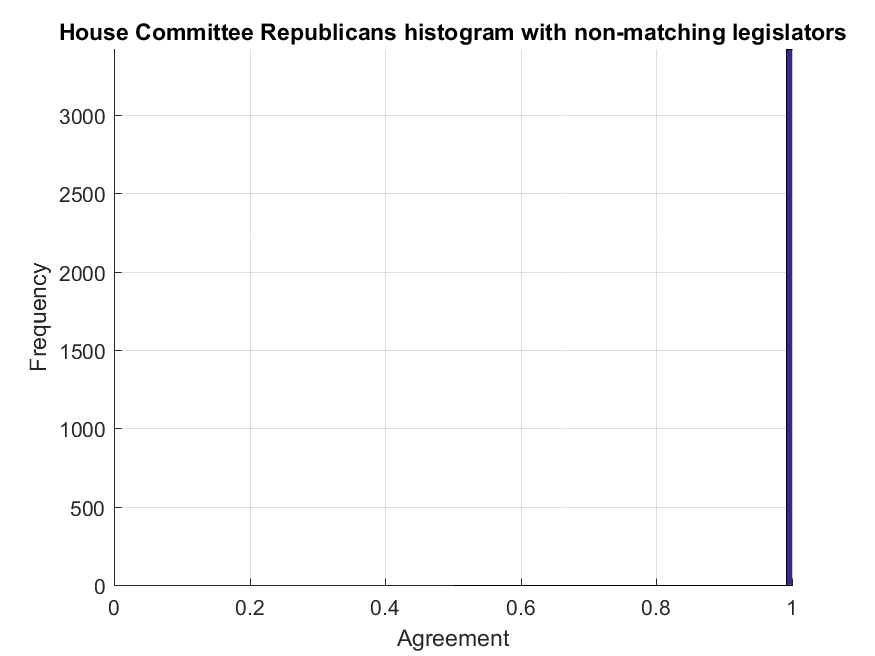 House Committee Republicans histogram with non-matching legislators
3000
2500
2000
1500
1000
500
0
Frequency
0 0.2 0.4 0.6 0.8 1
Agreement